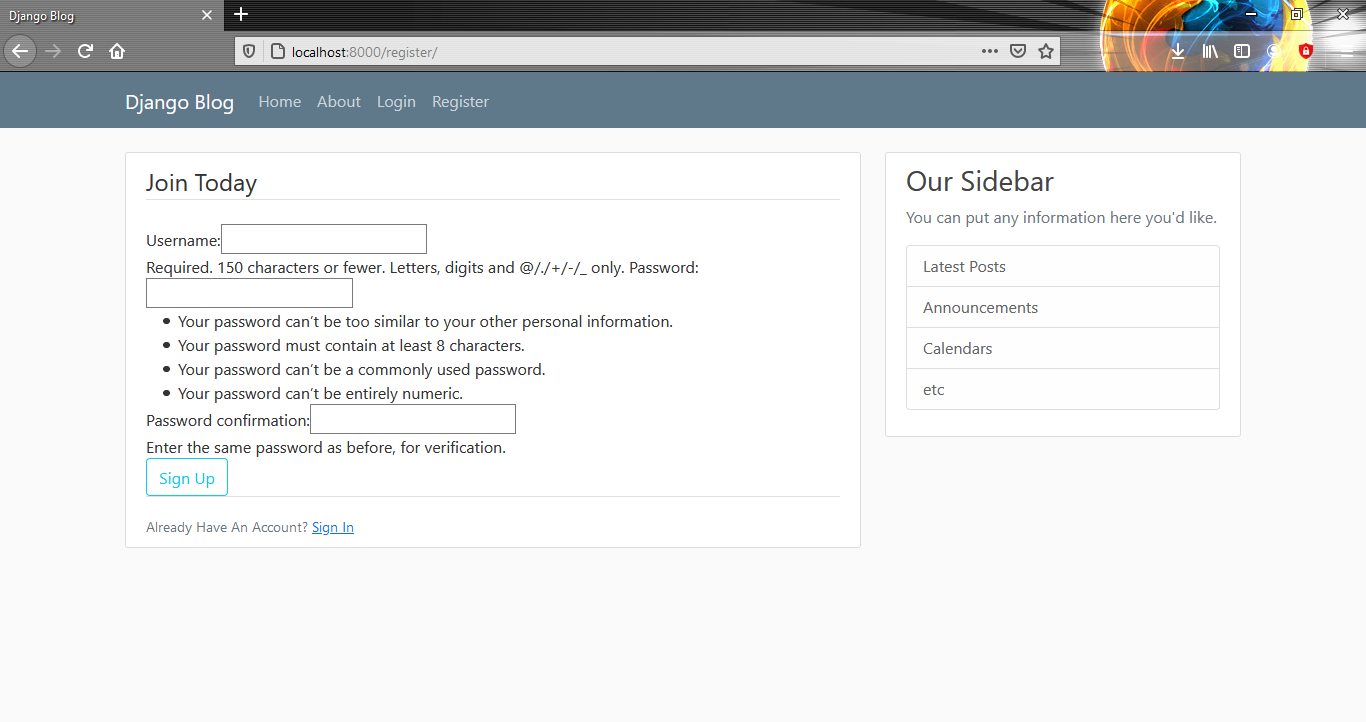 Django Blog
localhost:8000/register/
Django Blog Home About Login Register
Join Today
Username:
Required. 150 characters or fewer. Letters, digits and @/./+/-/_ only. Password:
Your password can’t be too similar to your other personal information.
Your password must contain at least 8 characters.
Your password can’t be a commonly used password.
Your password can’t be entirely numeric.
Password confirmation:
Enter the same password as before, for verification.
Sign Up
Already Have An Account? Sign In
Our Sidebar
You can put any information here you'd like.
Latest Posts
Announcements
Calendars
etc